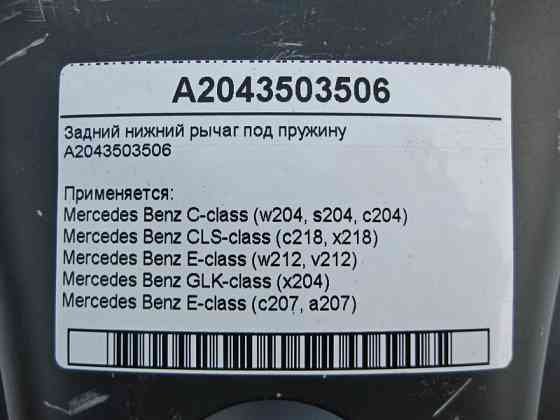 A2043503506
Задний нижний рычаг под пружину
A2043503506
Применяется:
Mercedes Benz C-class (w204, s204, c204)
Mercedes Benz CLS-class (c218, x218)
Mercedes Benz E-class (w212, v212)
Mercedes Benz GLK-class (x204)
Mercedes Benz E-class (c207, a207)